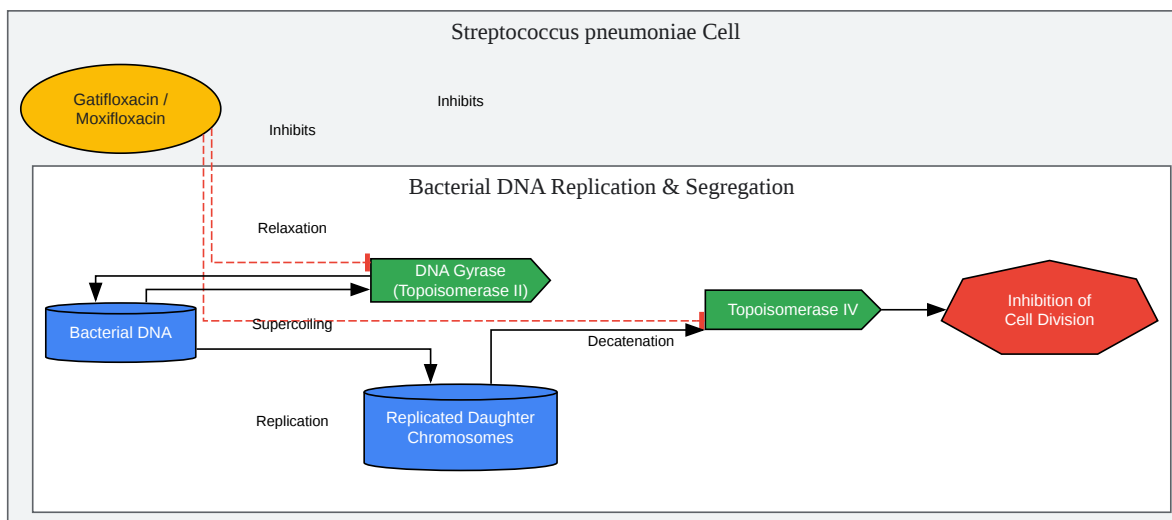 Streptococcus pneumoniae Cell
Gatifloxacin /
Moxifloxacin
Inhibits
Inhibits
Bacterial DNA Replication & Segregation
Relaxation
DNA Gyrase
(Topoisomerase II)
Bacterial DNA
Supercolling
Topoisomerase IV
Inhibition of
Cell Division
Decatenation
Replication
Replicated Daughter
Chromosomes